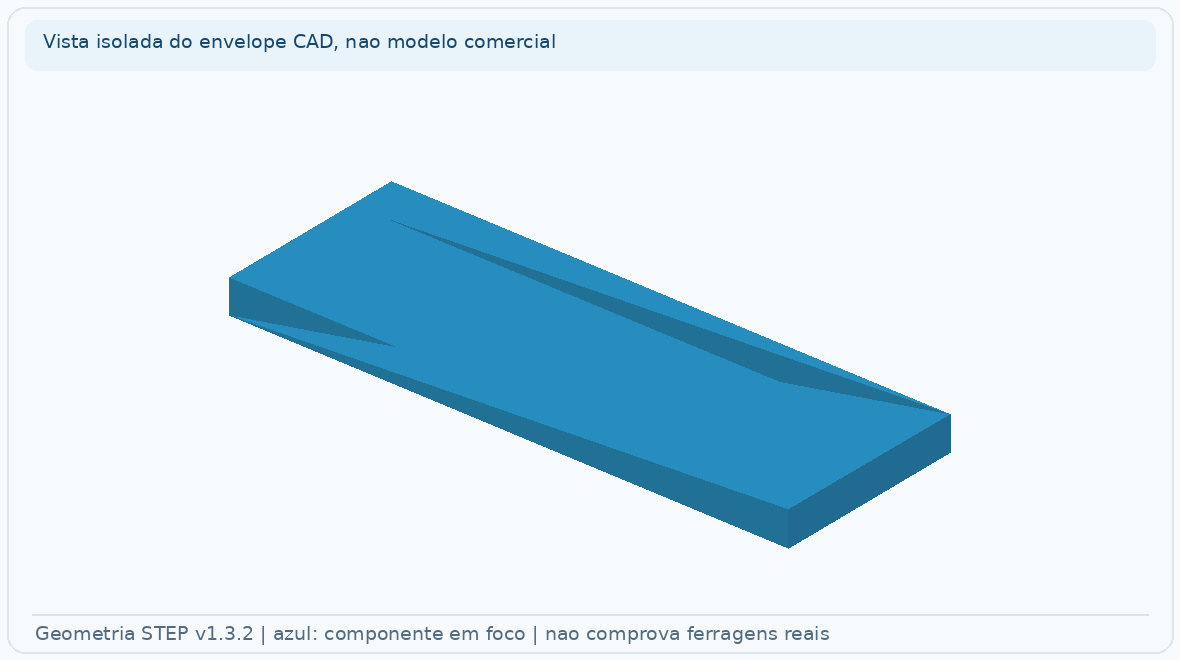 Vista isolada do envelope CAD, nao modelo comercial
Geometria STEP v1.3.2 | azul: componente em foco | nao comprova ferragens reais